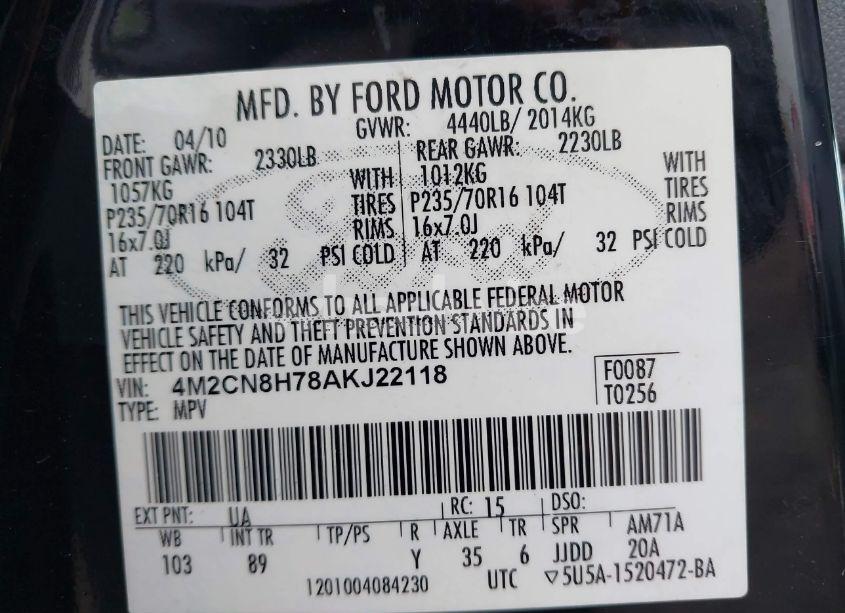 MFD. BY FORD MOTOR CO.
DATE: 04/10 GVWR: 4440LB/ 2014KG
FRONT GAWR: 2330LB REAR GAWR: 2230LB
1057KG WITH 1012KG WITH
P235/70R16 104T TIRES P235/70R16 104T TIRES
16x7.0J RIMS 16x7.0J RIMS
AT 220 kPa/ 32 PSI COLD AT 220 kPa/ 32 PSI COLD
THIS VEHICLE CONFORMS TO ALL APPLICABLE FEDERAL MOTOR
VEHICLE SAFETY AND THEFT PREVENTION STANDARDS IN
EFFECT ON THE DATE OF MANUFACTURE SHOWN ABOVE.
VIN: 4M2CN8H78AKJ22118 F0087
TYPE: MPV T0256
EXT PNT: UA RC: 15 DSO:
WB INT TR TP/PS R AXLE TR SPR AM71A
103 89 Y 35 6 JJDD 20A
1201004084230 UTC ▽5U5A-1520472-BA